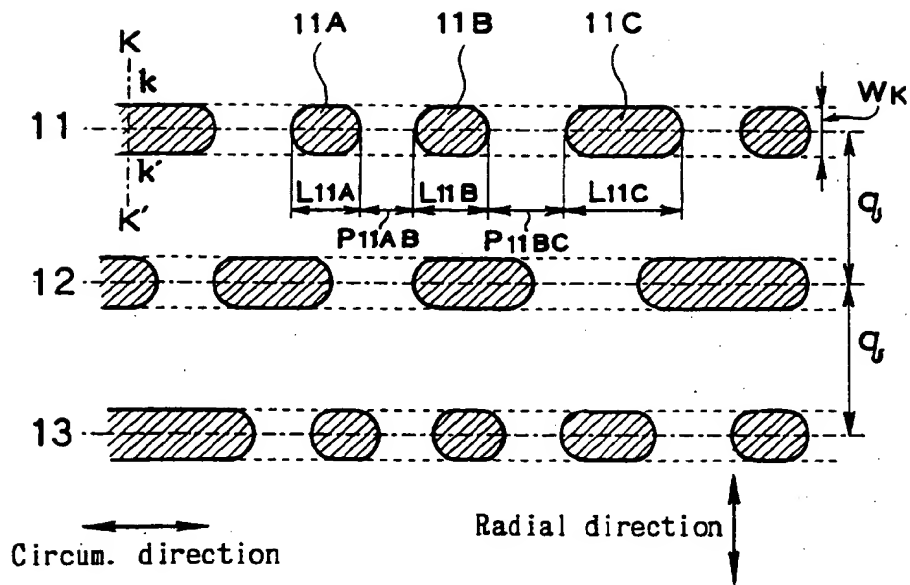 11A 11B 11C
K
k
WK
11
k'
L11A L11B L11C
K'
P11AB P11BC
q
12
q
13
Radial direction
Circum. direction